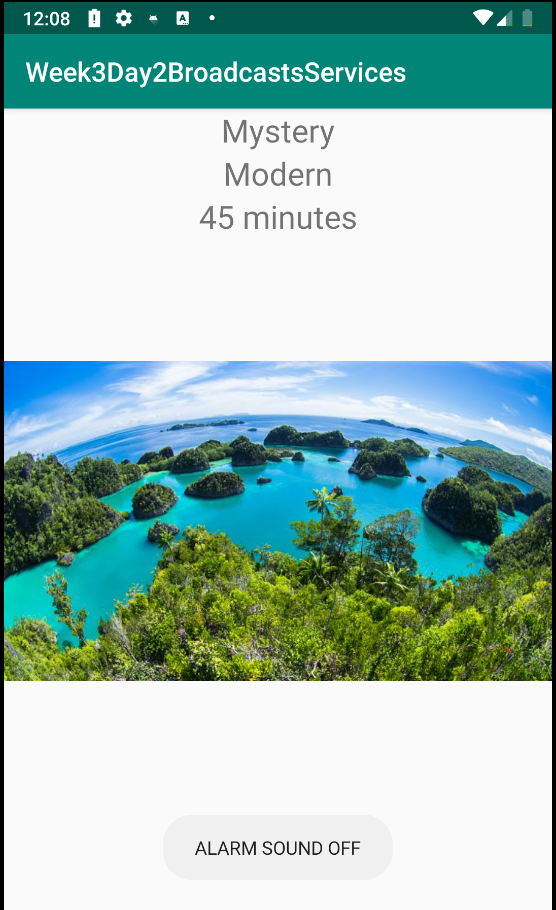 12:08
Week3Day2BroadcastsServices
Mystery
Modern
45 minutes
ALARM SOUND OFF